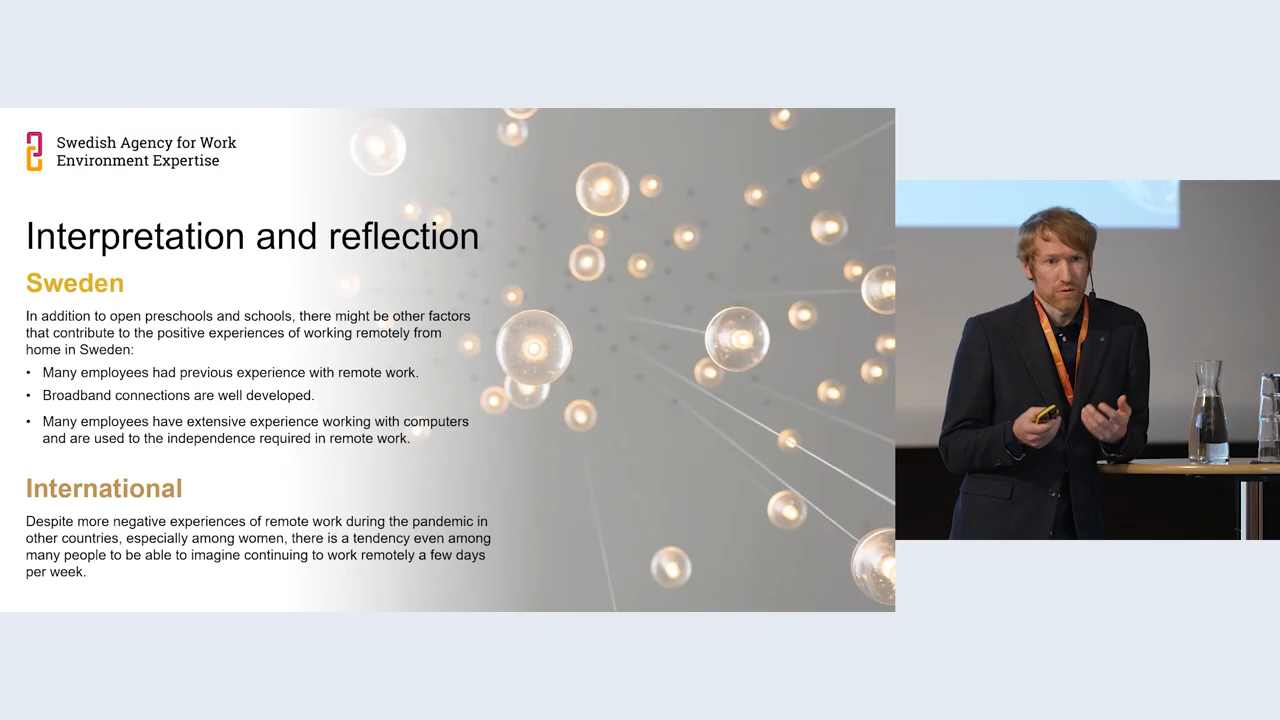 Swedish Agency for Work
Environment Expertise
Interpretation and reflection
Sweden
In addition to open preschools and schools, there might be other factors
that contribute to the positive experiences of working remotely from
home in Sweden:
• Many employees had previous experience with remote work.
• Broadband connections are well developed.
• Many employees have extensive experience working with computers
and are used to the independence required in remote work.
International
Despite more negative experiences of remote work during the pandemic in
other countries, especially among women, there is a tendency even among
many people to be able to imagine continuing to work remotely a few days
per week.